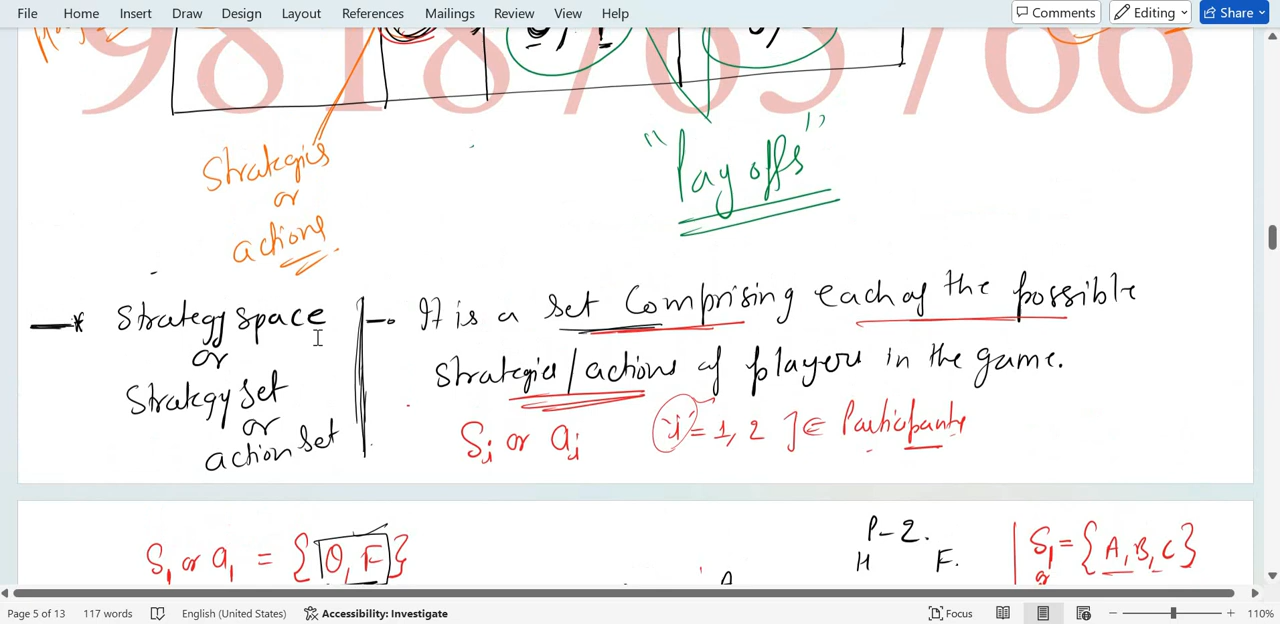 File Home Insert Draw Design Layout References Mailings Review View Help Comments Editing Share
9818703766
Strategies
or
actions
"Pay offs"
* Strategy space
or
Strategy Set
or
action Set
It is a set comprising each of the possible
strategies/actions of players in the game.
Si or ai 'i' = 1, 2 ] ∈ Participants
S1 or a1 = {O, F}
P-2.
H F.
A
S1 = {A, B, C}
or
Page 5 of 13 117 words English (United States) Accessibility: Investigate Focus 110%